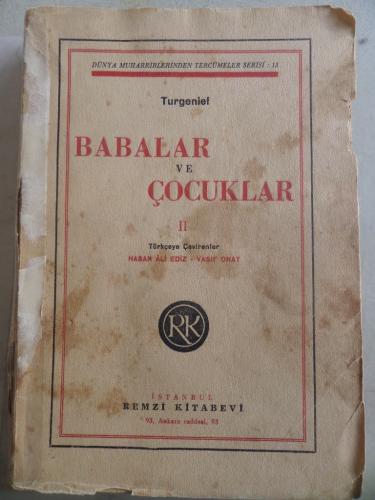 DÜNYA MUHARRİRLERİNDEN TERCÜMELER SERİSİ : 13
Turgenief
BABALAR
VE
ÇOCUKLAR
II
Türkçeye Çevirenler
HASAN ÂLİ EDİZ - VASIF ONAT
RK
İSTANBUL
REMZİ KİTABEVİ
93, Ankara caddesi, 93